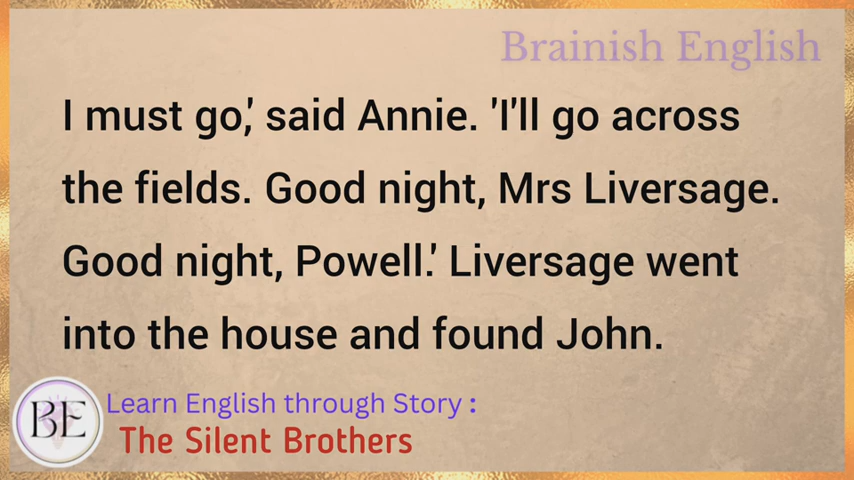 Brainish English
I must go,' said Annie. 'I'll go across
the fields. Good night, Mrs Liversage.
Good night, Powell.' Liversage went
into the house and found John.
BE
Learn English through Story :
The Silent Brothers